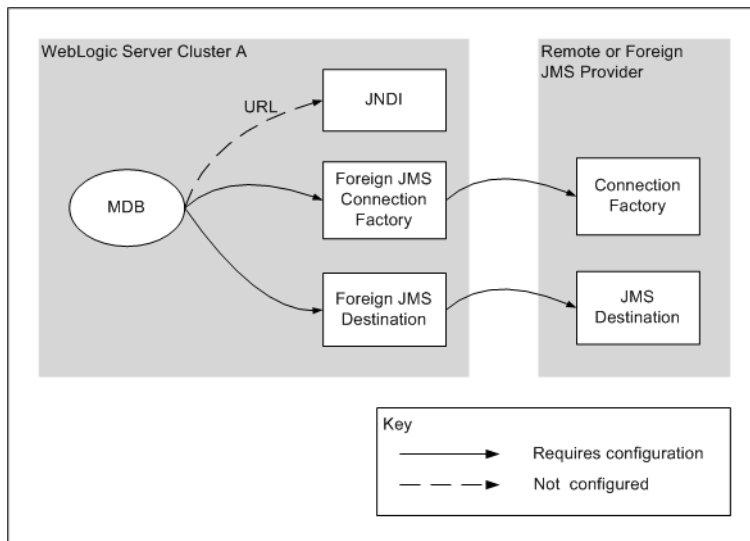 WebLogic Server Cluster A
Remote or Foreign
JMS Provider
URL
JNDI
MDB
Foreign JMS
Connection
Factory
Connection
Factory
Foreign JMS
Destination
JMS
Destination
Key
Requires configuration
Not configured